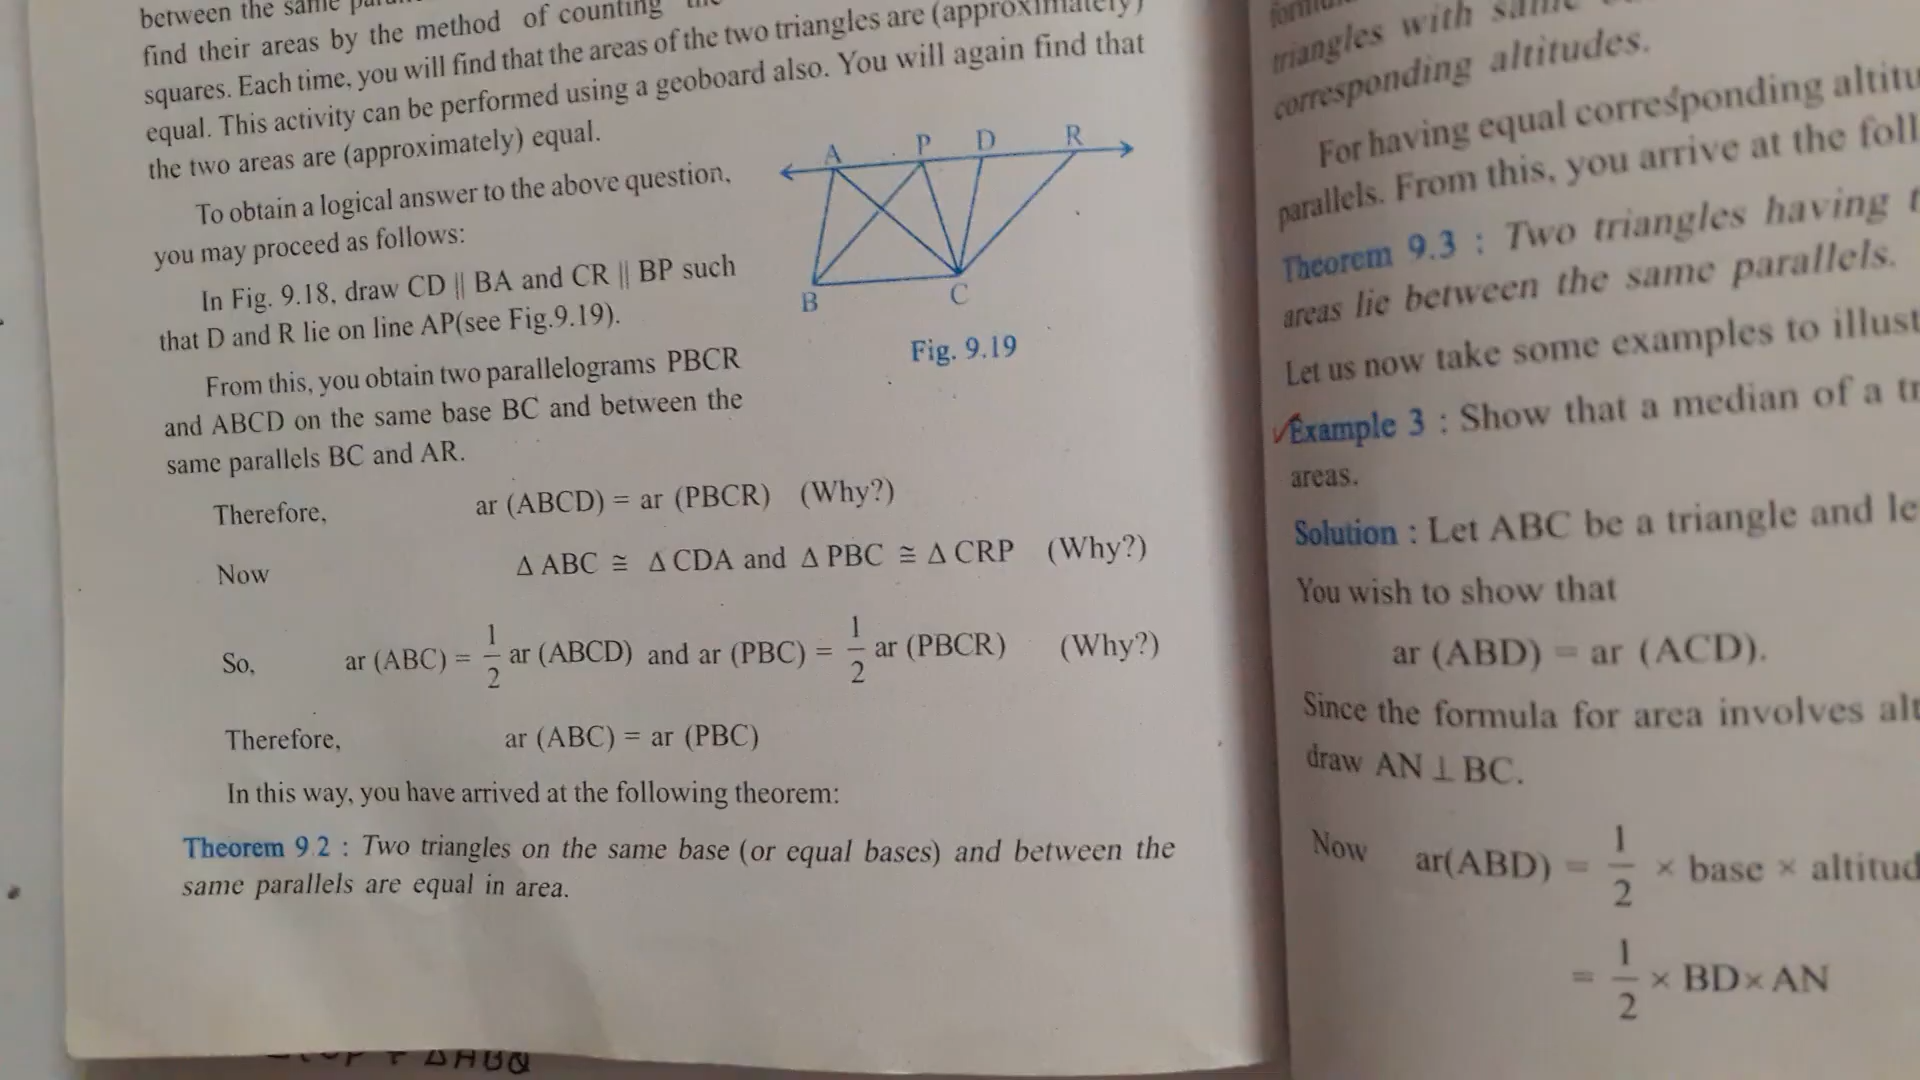 between the same
find their areas by the method of counting the
squares. Each time, you will find that the areas of the two triangles are (approximately)
equal. This activity can be performed using a geoboard also. You will again find that
the two areas are (approximately) equal.
To obtain a logical answer to the above question,
you may proceed as follows:
In Fig. 9.18, draw CD || BA and CR || BP such
that D and R lie on line AP(see Fig.9.19).
From this, you obtain two parallelograms PBCR
and ABCD on the same base BC and between the
same parallels BC and AR.
A P D R
B C
Fig. 9.19
Therefore, ar (ABCD) = ar (PBCR) (Why?)
Now Δ ABC ≅ Δ CDA and Δ PBC ≅ Δ CRP (Why?)
So, ar (ABC) = 1/2 ar (ABCD) and ar (PBC) = 1/2 ar (PBCR) (Why?)
Therefore, ar (ABC) = ar (PBC)
In this way, you have arrived at the following theorem:
Theorem 9.2 : Two triangles on the same base (or equal bases) and between the
same parallels are equal in area.
triangles with same
corresponding altitudes.
For having equal corresponding altitu
parallels. From this, you arrive at the foll
Theorem 9.3 : Two triangles having t
areas lie between the same parallels.
Let us now take some examples to illust
Example 3 : Show that a median of a tr
areas.
Solution : Let ABC be a triangle and le
You wish to show that
ar (ABD) = ar (ACD).
Since the formula for area involves alt
draw AN ⊥ BC.
Now ar(ABD) = 1/2 × base × altitud
= 1/2 × BD × AN